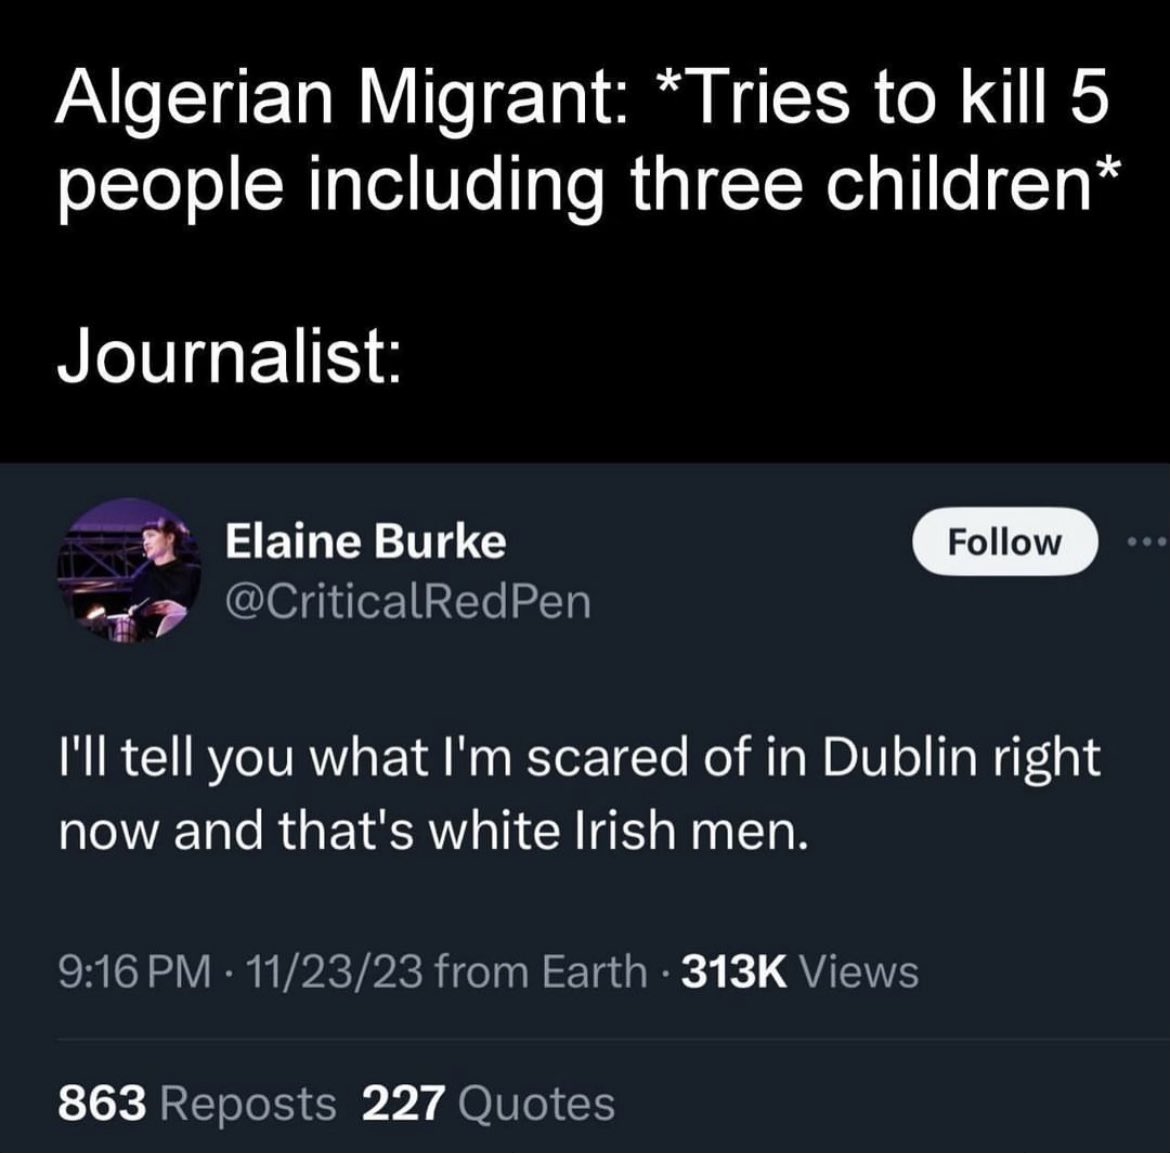 Algerian Migrant: *Tries to kill 5
people including three children*
Journalist:
Elaine Burke
@CriticalRedPen
Follow
I'll tell you what I'm scared of in Dublin right
now and that's white Irish men.
9:16 PM · 11/23/23 from Earth · 313K Views
863 Reposts 227 Quotes